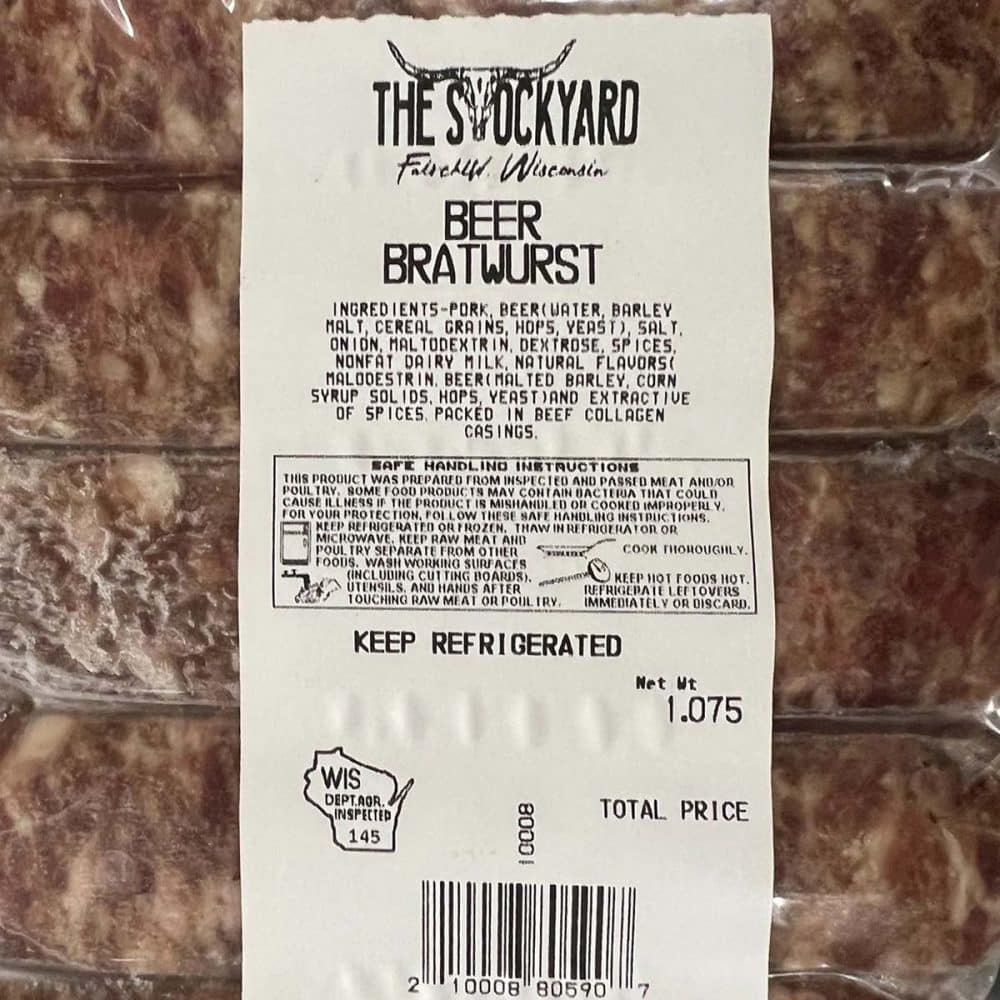 THE STOCKYARD
Fairchild, Wisconsin
BEER
BRATWURST
INGREDIENTS-PORK, BEER(WATER, BARLEY
MALT, CEREAL GRAINS, HOPS, YEAST), SALT,
ONION, MALTODEXTRIN, DEXTROSE, SPICES,
NONFAT DAIRY MILK, NATURAL FLAVORS(
MALODESTRIN, BEER(MALTED BARLEY, CORN
SYRUP SOLIDS, HOPS, YEAST)AND EXTRACTIVE
OF SPICES. PACKED IN BEEF COLLAGEN
CASINGS.
SAFE HANDLING INSTRUCTIONS
THIS PRODUCT WAS PREPARED FROM INSPECTED AND PASSED MEAT AND/OR
POULTRY. SOME FOOD PRODUCTS MAY CONTAIN BACTERIA THAT COULD
CAUSE ILLNESS IF THE PRODUCT IS MISHANDLED OR COOKED IMPROPERLY.
FOR YOUR PROTECTION, FOLLOW THESE SAFE HANDLING INSTRUCTIONS.
KEEP REFRIGERATED OR FROZEN. THAW IN REFRIGERATOR OR
MICROWAVE. KEEP RAW MEAT AND
POULTRY SEPARATE FROM OTHER
FOODS. WASH WORKING SURFACES
(INCLUDING CUTTING BOARDS),
UTENSILS, AND HANDS AFTER
TOUCHING RAW MEAT OR POULTRY.
COOK THOROUGHLY.
KEEP HOT FOODS HOT.
REFRIGERATE LEFTOVERS
IMMEDIATELY OR DISCARD.
KEEP REFRIGERATED
Net Wt
1.075
WIS
DEPT.AGR.
INSPECTED
145
10008
TOTAL PRICE
2 10008 80590 7